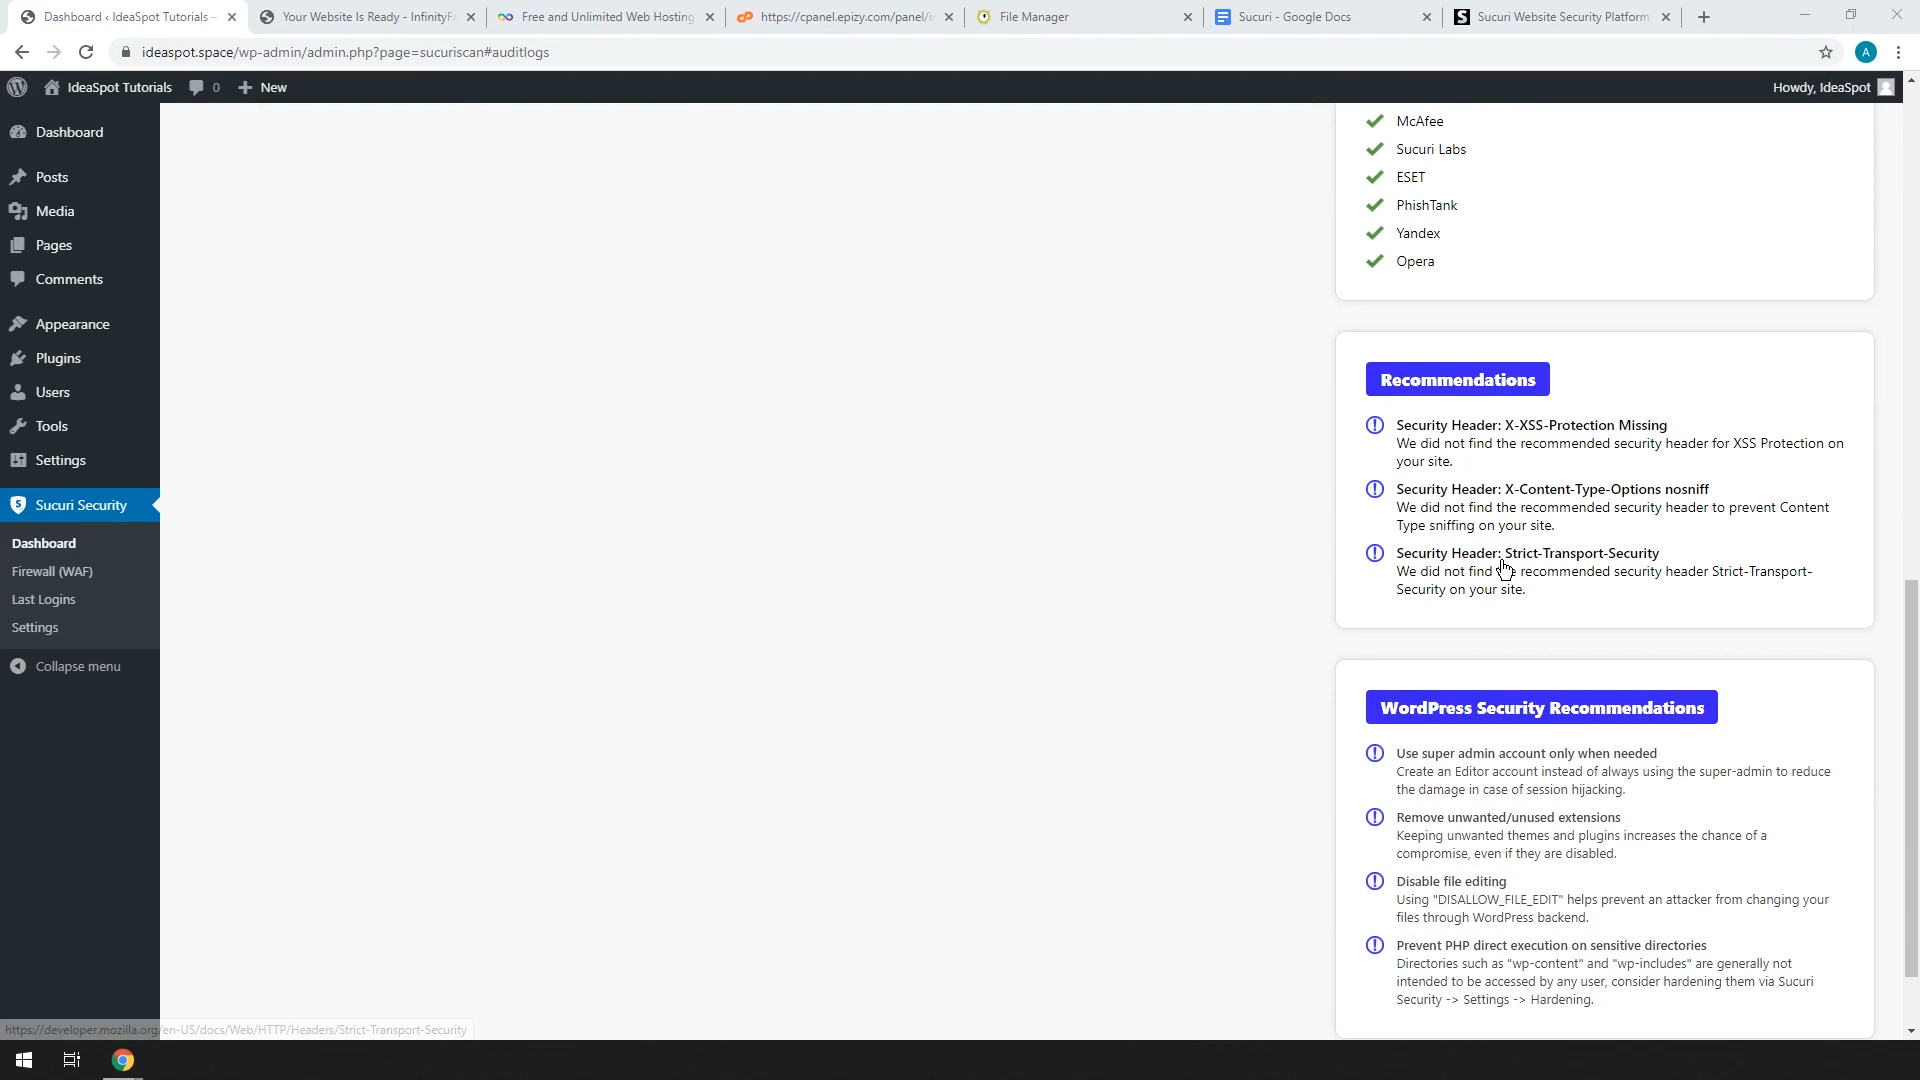 Dashboard ‹ IdeaSpot Tutorials –
Your Website Is Ready - InfinityFr
Free and Unlimited Web Hosting
https://cpanel.epizy.com/panel/in
File Manager
Sucuri - Google Docs
Sucuri Website Security Platform
ideaspot.space/wp-admin/admin.php?page=sucuriscan#auditlogs
A
IdeaSpot Tutorials
0
New
Howdy, IdeaSpot
Dashboard
Posts
Media
Pages
Comments
Appearance
Plugins
Users
Tools
Settings
Sucuri Security
Dashboard
Firewall (WAF)
Last Logins
Settings
Collapse menu
McAfee
Sucuri Labs
ESET
PhishTank
Yandex
Opera
Recommendations
Security Header: X-XSS-Protection Missing
We did not find the recommended security header for XSS Protection on
your site.
Security Header: X-Content-Type-Options nosniff
We did not find the recommended security header to prevent Content
Type sniffing on your site.
Security Header: Strict-Transport-Security
We did not find the recommended security header Strict-Transport-
Security on your site.
WordPress Security Recommendations
Use super admin account only when needed
Create an Editor account instead of always using the super-admin to reduce
the damage in case of session hijacking.
Remove unwanted/unused extensions
Keeping unwanted themes and plugins increases the chance of a
compromise, even if they are disabled.
Disable file editing
Using "DISALLOW_FILE_EDIT" helps prevent an attacker from changing your
files through WordPress backend.
Prevent PHP direct execution on sensitive directories
Directories such as "wp-content" and "wp-includes" are generally not
intended to be accessed by any user, consider hardening them via Sucuri
Security -> Settings -> Hardening.
https://developer.mozilla.org/en-US/docs/Web/HTTP/Headers/Strict-Transport-Security